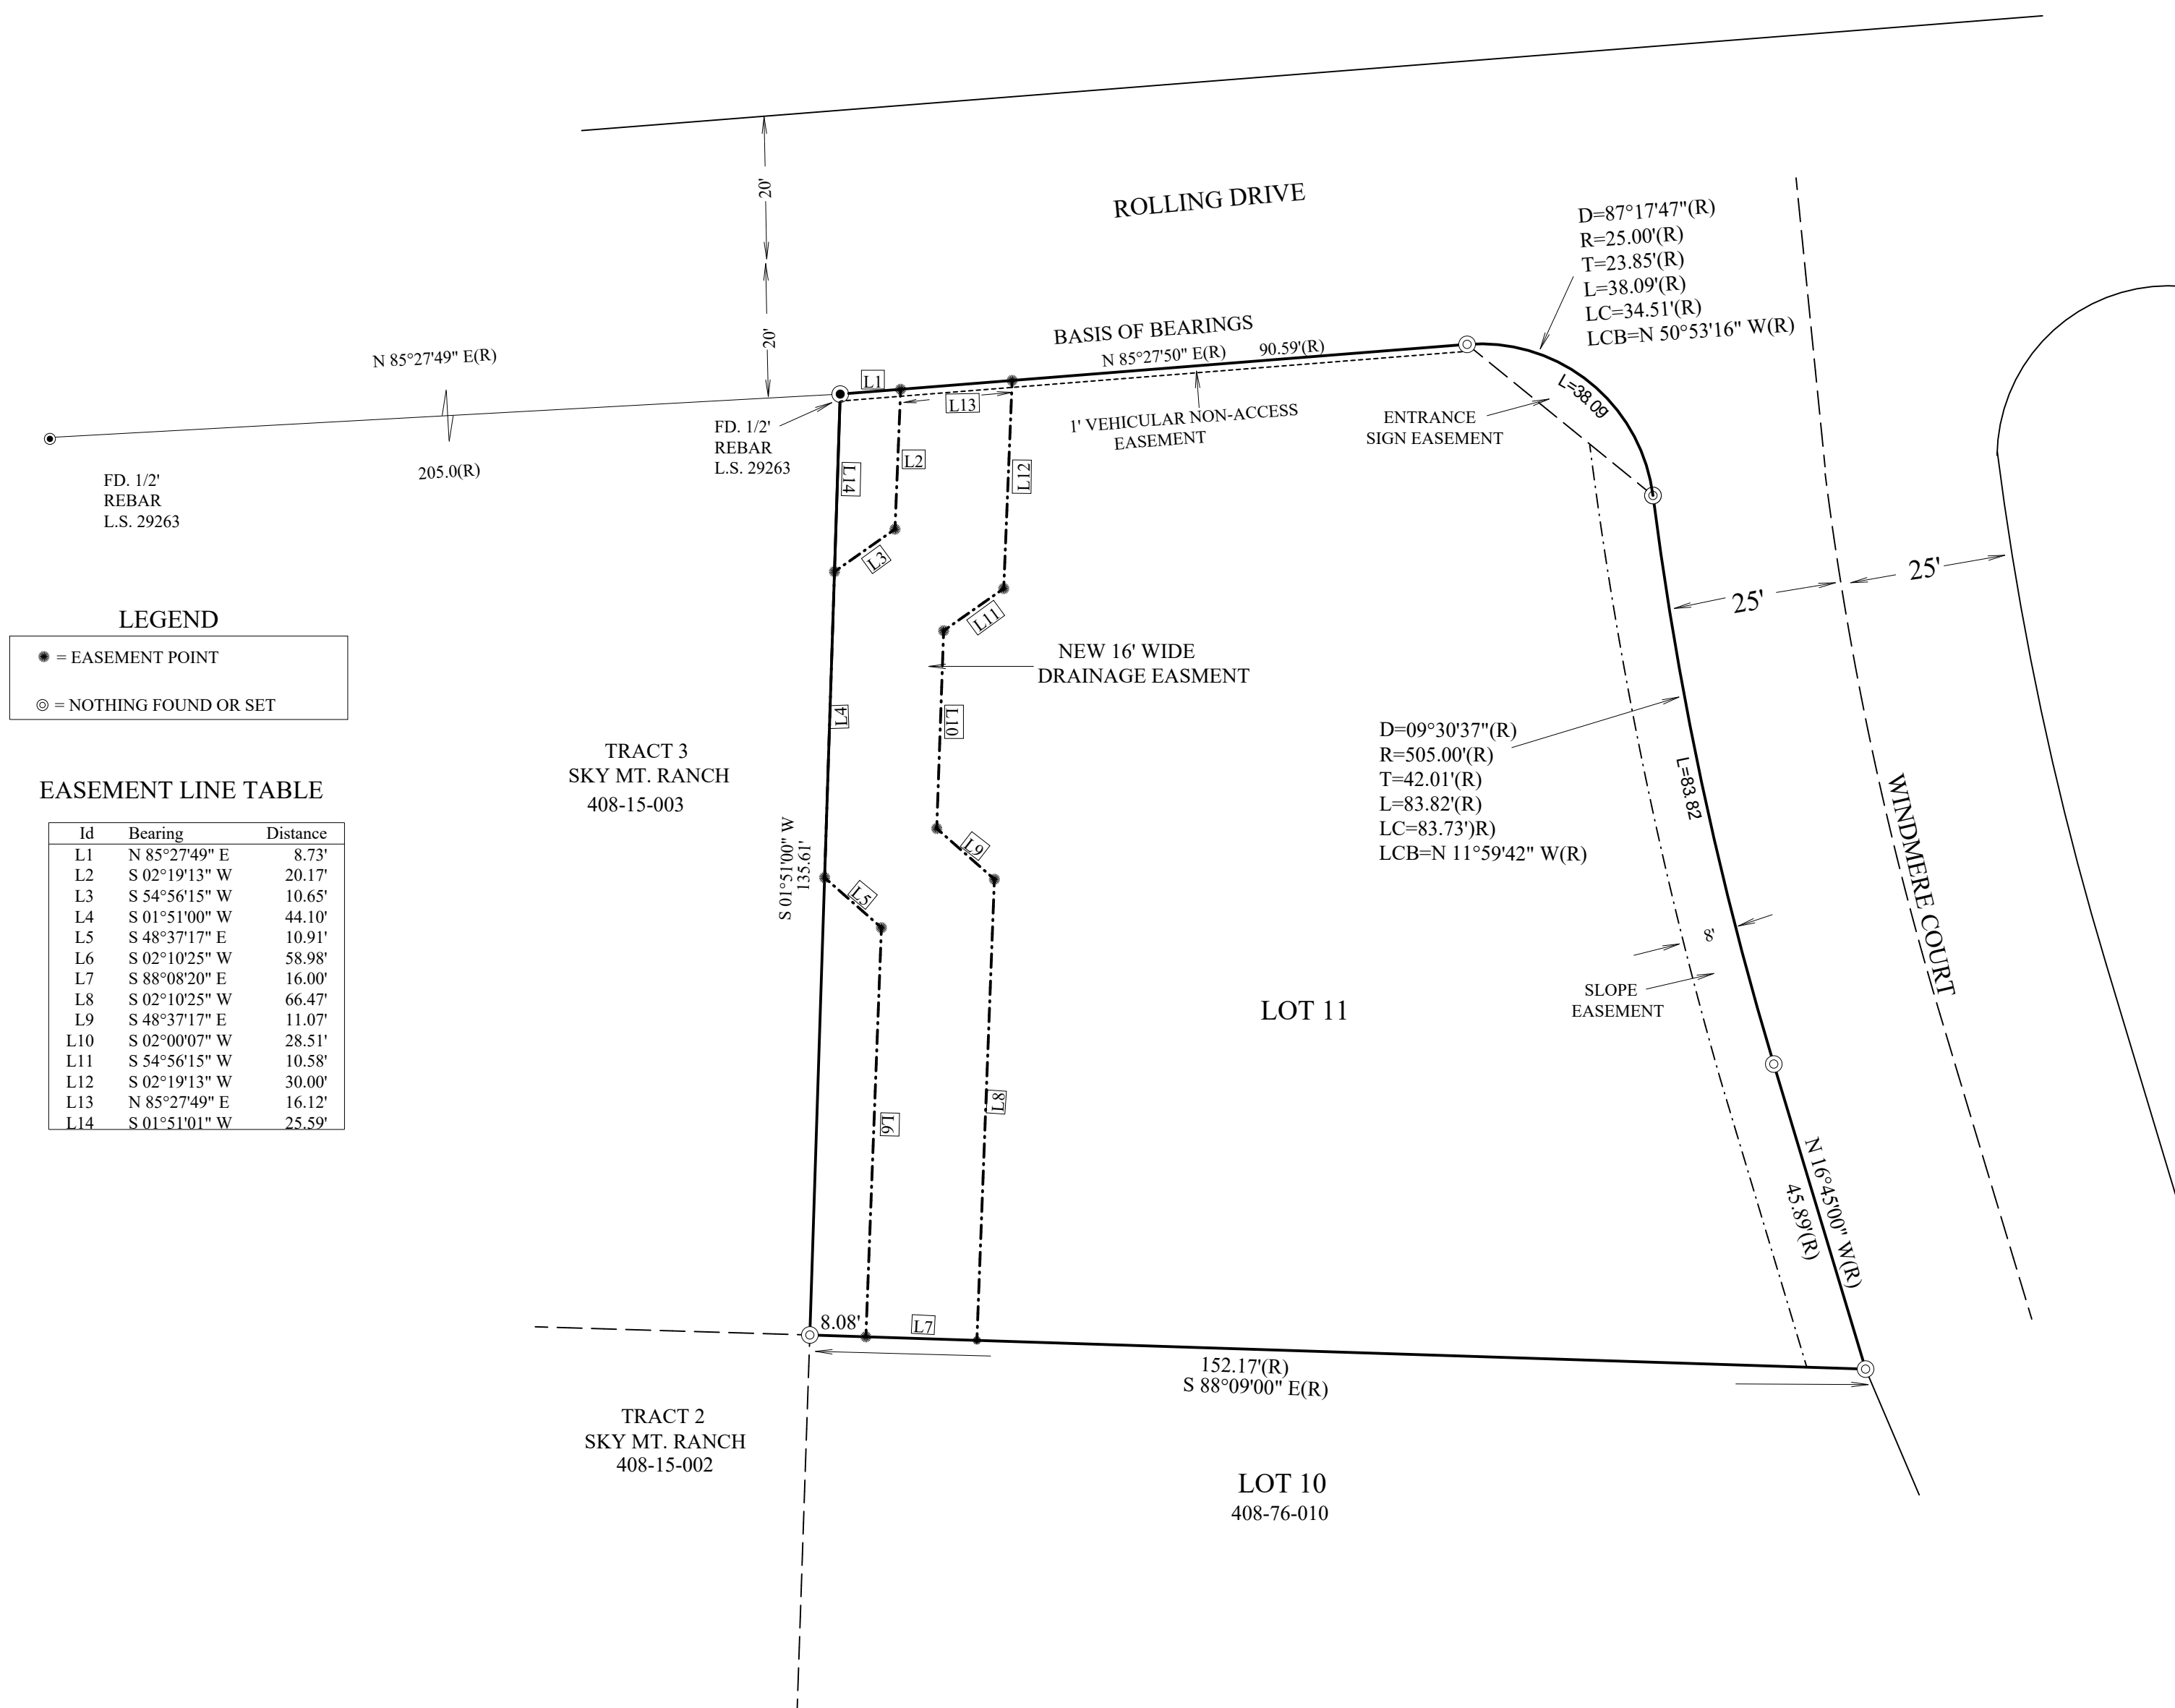 20'
20'
ROLLING DRIVE
D=87°17'47"(R)
R=25.00'(R)
T=23.85'(R)
L=38.09'(R)
LC=34.51'(R)
LCB=N 50°53'16" W(R)
BASIS OF BEARINGS
N 85°27'50" E(R) 90.59'(R)
N 85°27'49" E(R)
205.0(R)
FD. 1/2'
REBAR
L.S. 29263
FD. 1/2'
REBAR
L.S. 29263
L1
L13
L2
L12
L14
L3
L11
1' VEHICULAR NON-ACCESS
EASEMENT
ENTRANCE
SIGN EASEMENT
L=38.09
25'
25'
LEGEND
= EASEMENT POINT
= NOTHING FOUND OR SET
NEW 16' WIDE
DRAINAGE EASMENT
L4
L10
TRACT 3
SKY MT. RANCH
408-15-003
S 01°51'00" W
135.61'
D=09°30'37"(R)
R=505.00'(R)
T=42.01'(R)
L=83.82'(R)
LC=83.73')R)
LCB=N 11°59'42" W(R)
L=83.82
WINDMERE COURT
EASEMENT LINE TABLE
Id Bearing Distance
L1 N 85°27'49" E 8.73'
L2 S 02°19'13" W 20.17'
L3 S 54°56'15" W 10.65'
L4 S 01°51'00" W 44.10'
L5 S 48°37'17" E 10.91'
L6 S 02°10'25" W 58.98'
L7 S 88°08'20" E 16.00'
L8 S 02°10'25" W 66.47'
L9 S 48°37'17" E 11.07'
L10 S 02°00'07" W 28.51'
L11 S 54°56'15" W 10.58'
L12 S 02°19'13" W 30.00'
L13 N 85°27'49" E 16.12'
L14 S 01°51'01" W 25.59'
L9
L5
8'
SLOPE
EASEMENT
LOT 11
L8
L6
N 16°45'00" W(R)
45.89'(R)
8.08'
L7
152.17'(R)
S 88°09'00" E(R)
TRACT 2
SKY MT. RANCH
408-15-002
LOT 10
408-76-010